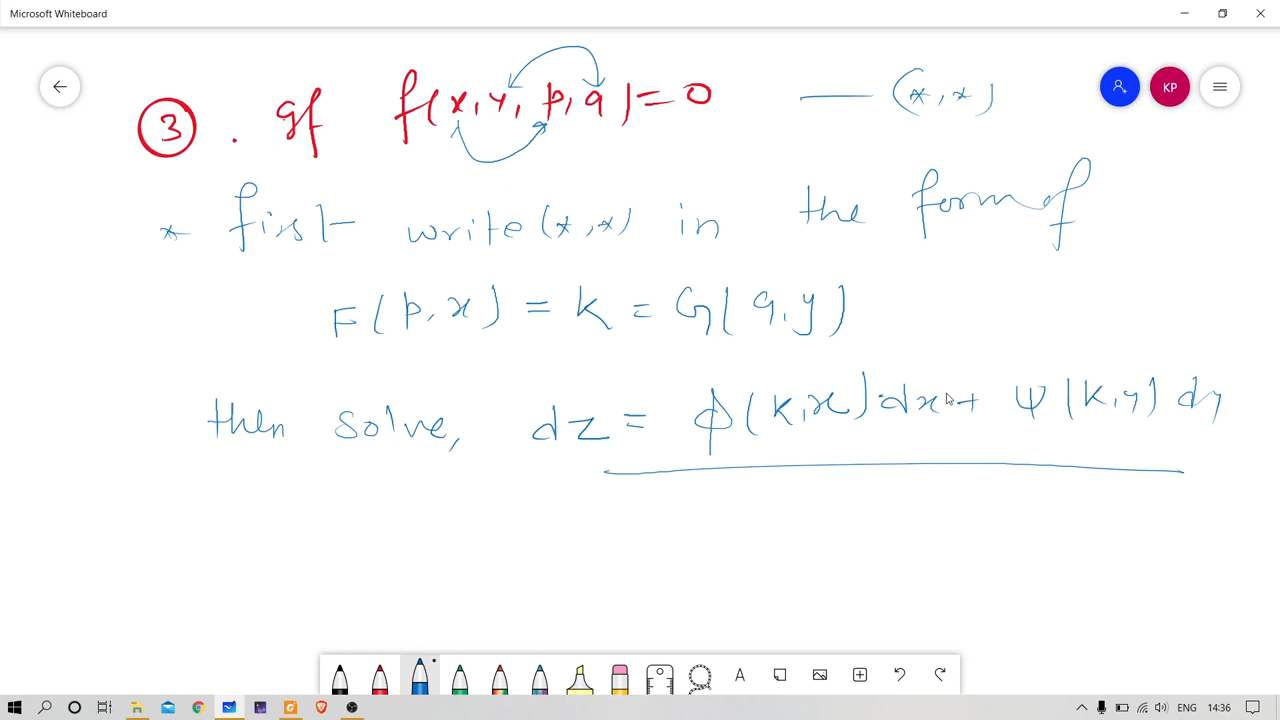 Microsoft Whiteboard
③ . If f(x, y, p, q) = 0 —— (*, *)
KP
* first write (*, *) in the form of
F(p, x) = K = G(q, y)
then solve, dz = ϕ(K, x)·dx + ψ(K, y) dy
A
ENG 14:36